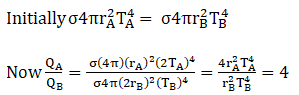 Initially σ4πr_A^2T_A^4 = σ4πr_B^2T_B^4
Now Q_A/Q_B = σ(4π)(r_A)^2(2T_A)^4/σ4π(2r_B)^2(T_B)^4 = 4r_A^2T_A^4/r_B^2T_B^4 = 4